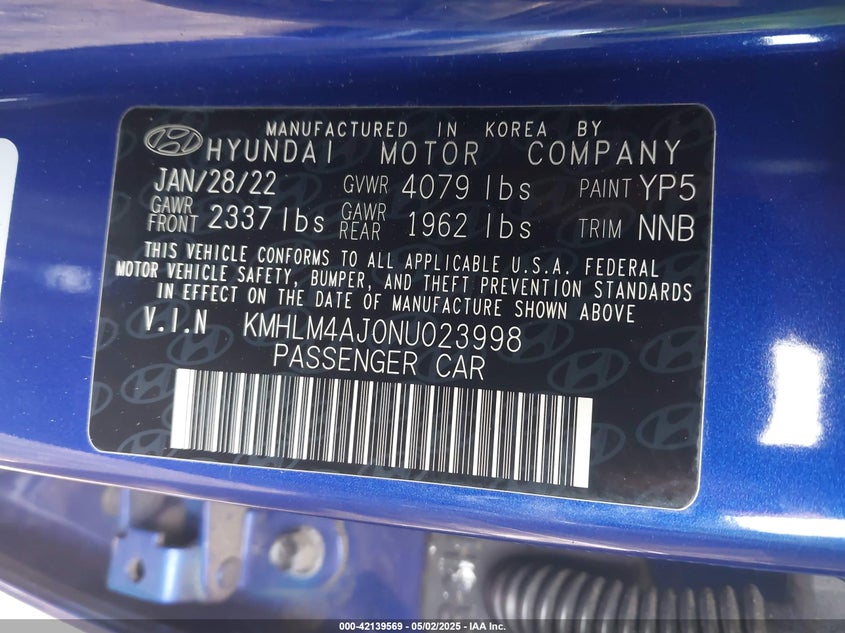 MANUFACTURED IN KOREA BY
HYUNDAI MOTOR COMPANY
JAN/28/22 GVWR 4079 lbs PAINT YP5
GAWR FRONT 2337 lbs GAWR REAR 1962 lbs TRIM NNB
THIS VEHICLE CONFORMS TO ALL APPLICABLE U.S.A. FEDERAL
MOTOR VEHICLE SAFETY, BUMPER, AND THEFT PREVENTION STANDARDS
IN EFFECT ON THE DATE OF MANUFACTURE SHOWN ABOVE
V.I.N KMHLM4AJ0NU023998
PASSENGER CAR
000-42139569 - 05/02/2025 - IAA Inc.